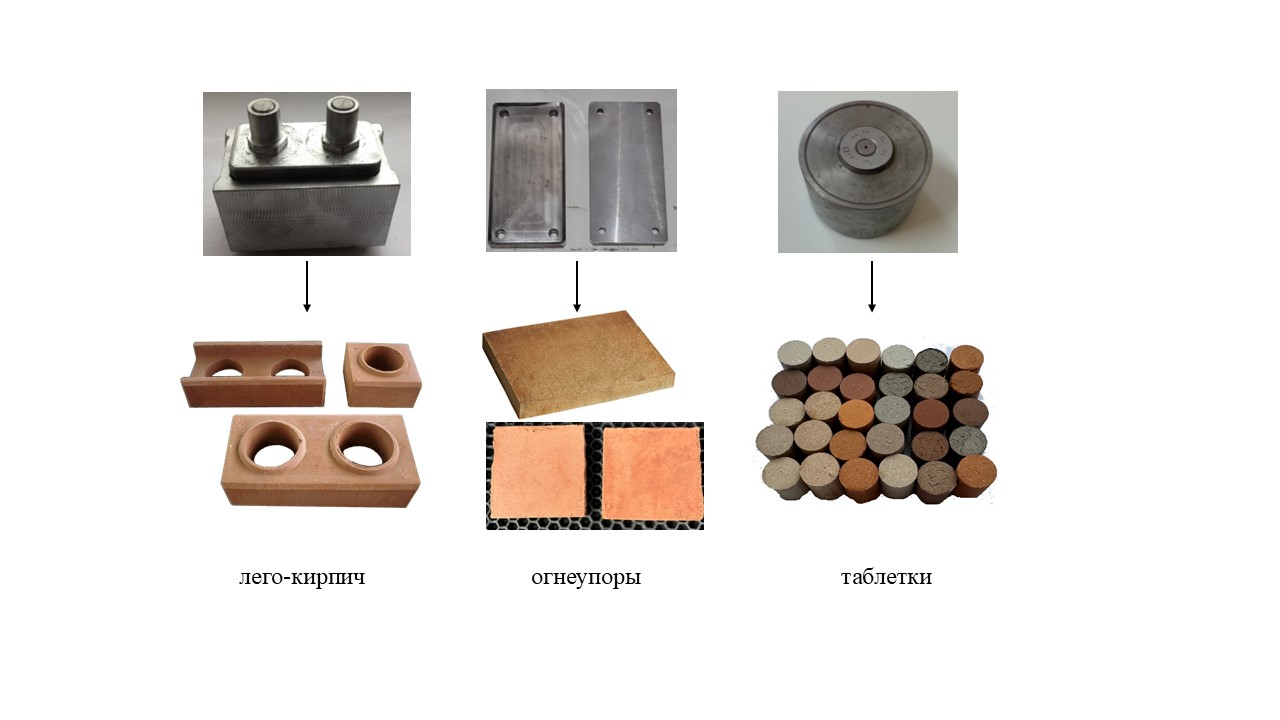 лего-кирпич
огнеупоры
таблетки